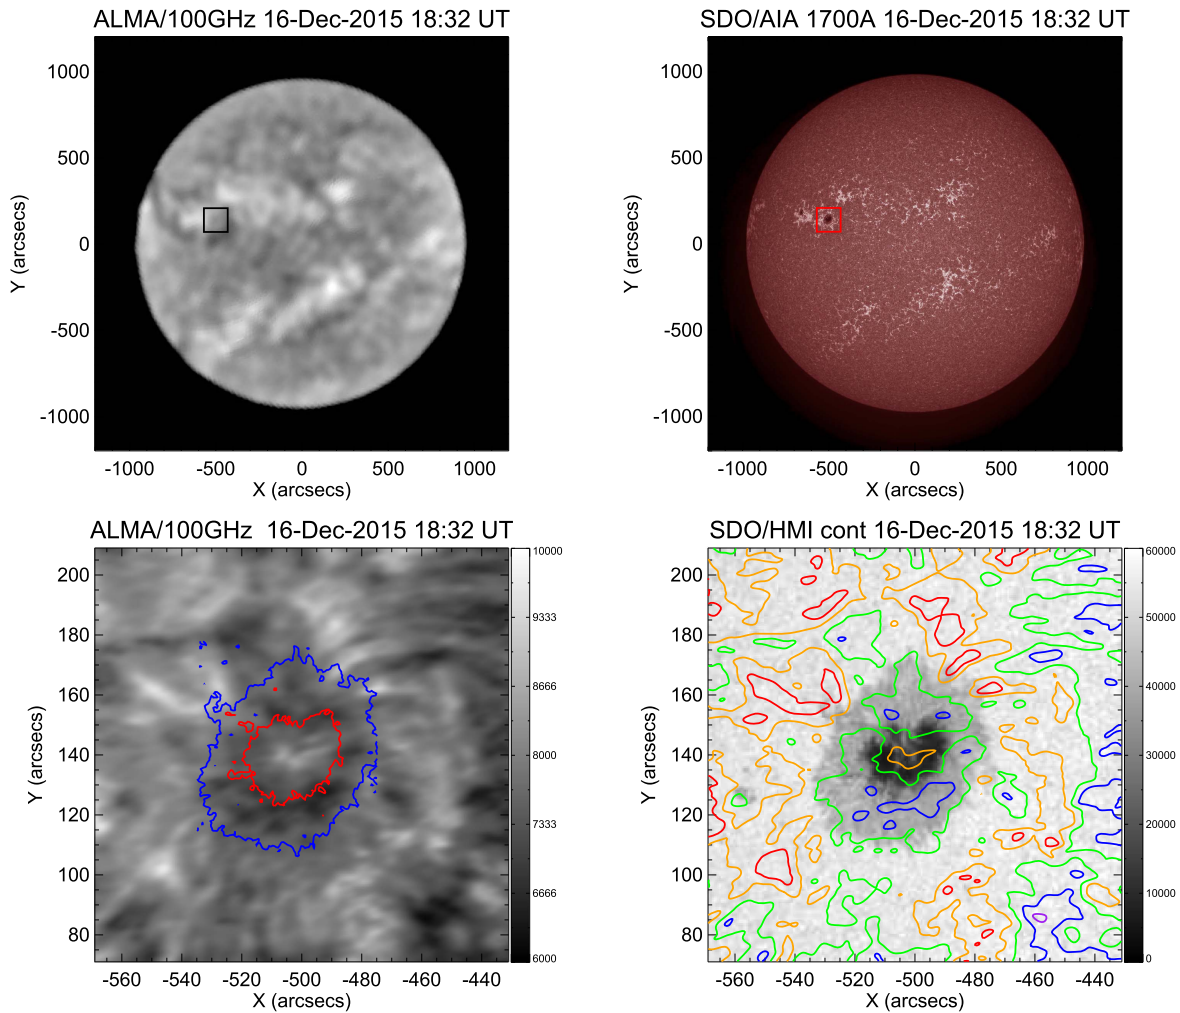 ALMA/100GHz 16-Dec-2015 18:32 UT
1000
500
0
-500
-1000
Y (arcsecs)
-1000 -500 0 500 1000
X (arcsecs)
SDO/AIA 1700A 16-Dec-2015 18:32 UT
1000
500
0
-500
-1000
Y (arcsecs)
-1000 -500 0 500 1000
X (arcsecs)
ALMA/100GHz  16-Dec-2015 18:32 UT
200
180
160
140
120
100
80
Y (arcsecs)
-560 -540 -520 -500 -480 -460 -440
X (arcsecs)
10000
9333
8666
8000
7333
6666
6000
SDO/HMI cont 16-Dec-2015 18:32 UT
200
180
160
140
120
100
80
Y (arcsecs)
-560 -540 -520 -500 -480 -460 -440
X (arcsecs)
60000
50000
40000
30000
20000
10000
0